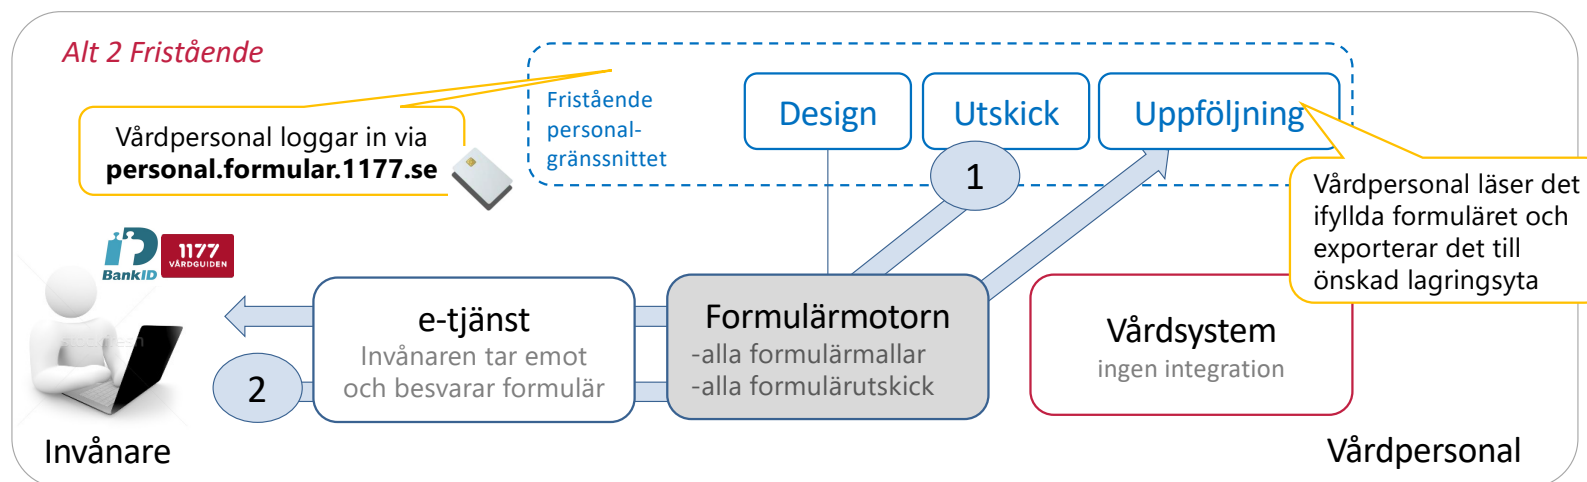 Alt 2 Fristående
Vårdpersonal loggar in via
personal.formular.1177.se
Fristående
personal-
gränssnittet
Design
Utskick
Uppföljning
1
Vårdpersonal läser det
ifyllda formuläret och
exporterar det till
önskad lagringsyta
BankID
1177
VÅRDGUIDEN
e-tjänst
Invånaren tar emot
och besvarar formulär
Formulärmotorn
-alla formulärmallar
-alla formulärutskick
Vårdsystem
ingen integration
2
Invånare
Vårdpersonal